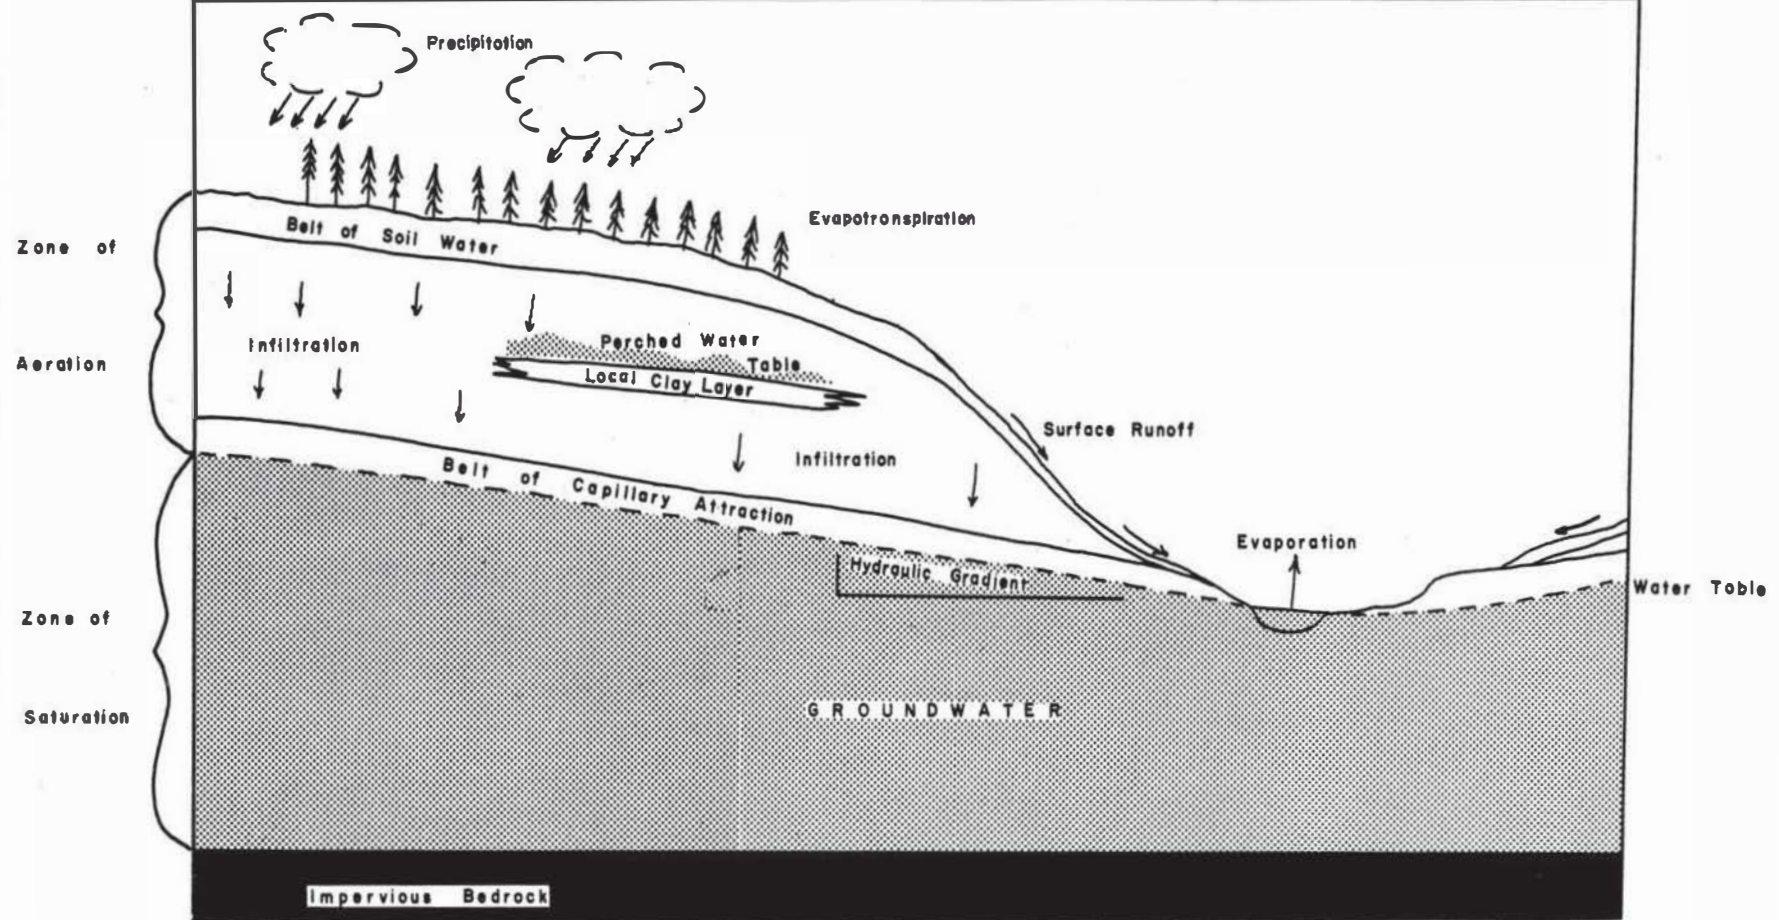 Precipitation
Evapotranspiration
Zone of
Aeration
Belt of Soil Water
Infiltration
Perched Water
Table
Local Clay Layer
Surface Runoff
Infiltration
Belt of Capillary Attraction
Evaporation
Hydraulic Gradient
Water Table
Zone of
Saturation
GROUNDWATER
Impervious Bedrock